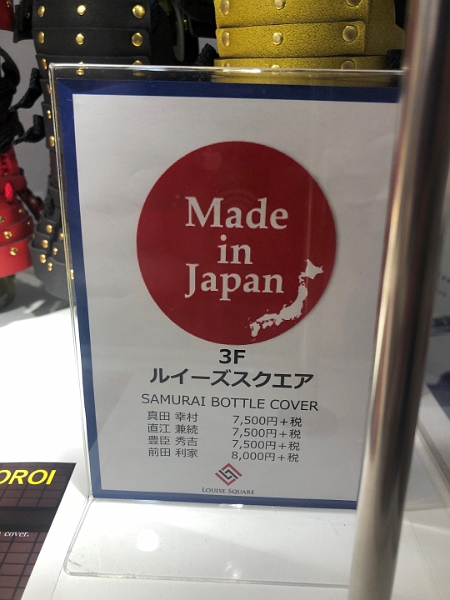 Made
in
Japan
3F
ルイーズスクエア
SAMURAI BOTTLE COVER
真田 幸村 7,500円+税
直江 兼続 7,500円+税
豊臣 秀吉 7,500円+税
前田 利家 8,000円+税
LOUISE SQUARE
OROI
cover.